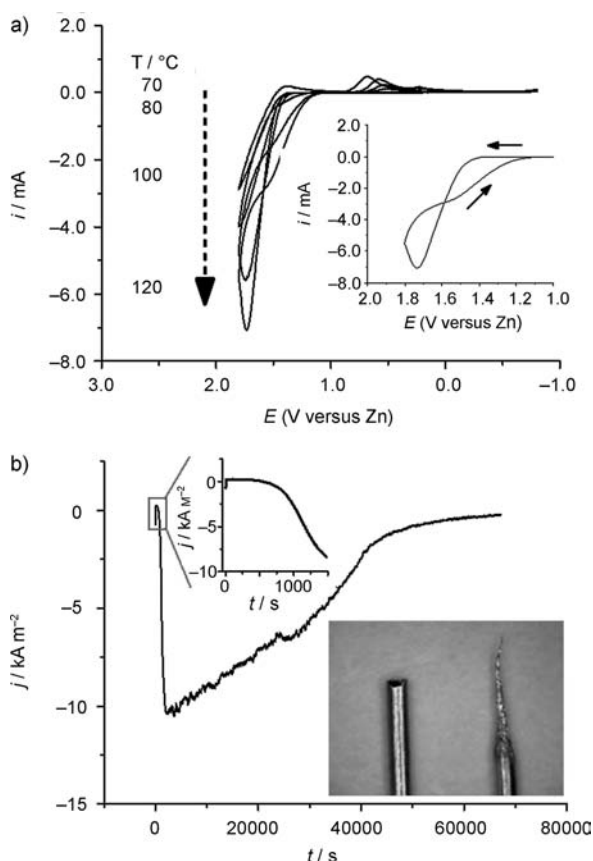 a)
2.0
0.0
–2.0
–4.0
–6.0
–8.0
i / mA
T / °C
70
80
100
120
3.0 2.0 1.0 0.0 –1.0
E (V versus Zn)
2.0
0.0
–2.0
–4.0
–6.0
–8.0
i / mA
2.0 1.8 1.6 1.4 1.2 1.0
E (V versus Zn)
b)
0
–5
–10
–15
j / kA m–2
0
–5
–10
j / kA M–2
0 1000
t / s
0 20000 40000 60000 80000
t / s